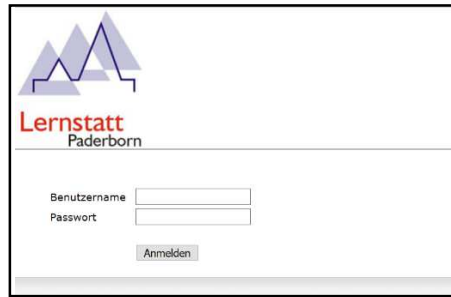 Lernstatt
Paderborn
Benutzername
Passwort
Anmelden